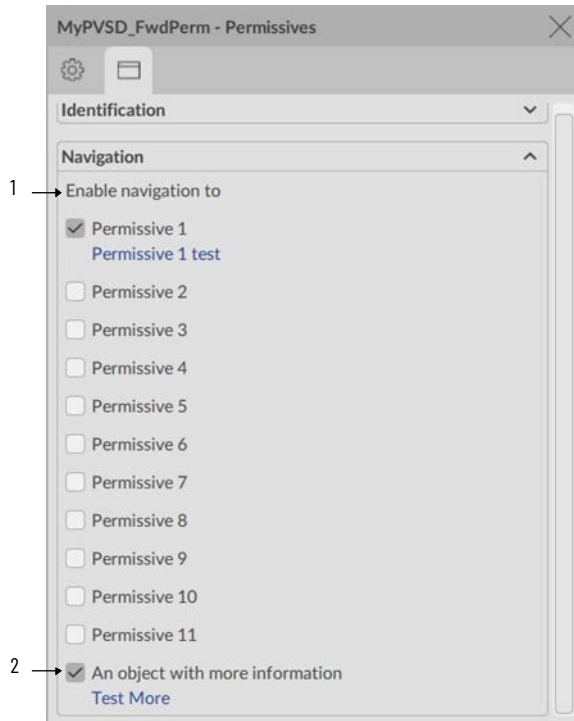 MyPVSD_FwdPerm - Permissives
Identification
Navigation
1
Enable navigation to
Permissive 1
Permissive 1 test
Permissive 2
Permissive 3
Permissive 4
Permissive 5
Permissive 6
Permissive 7
Permissive 8
Permissive 9
Permissive 10
Permissive 11
2
An object with more information
Test More